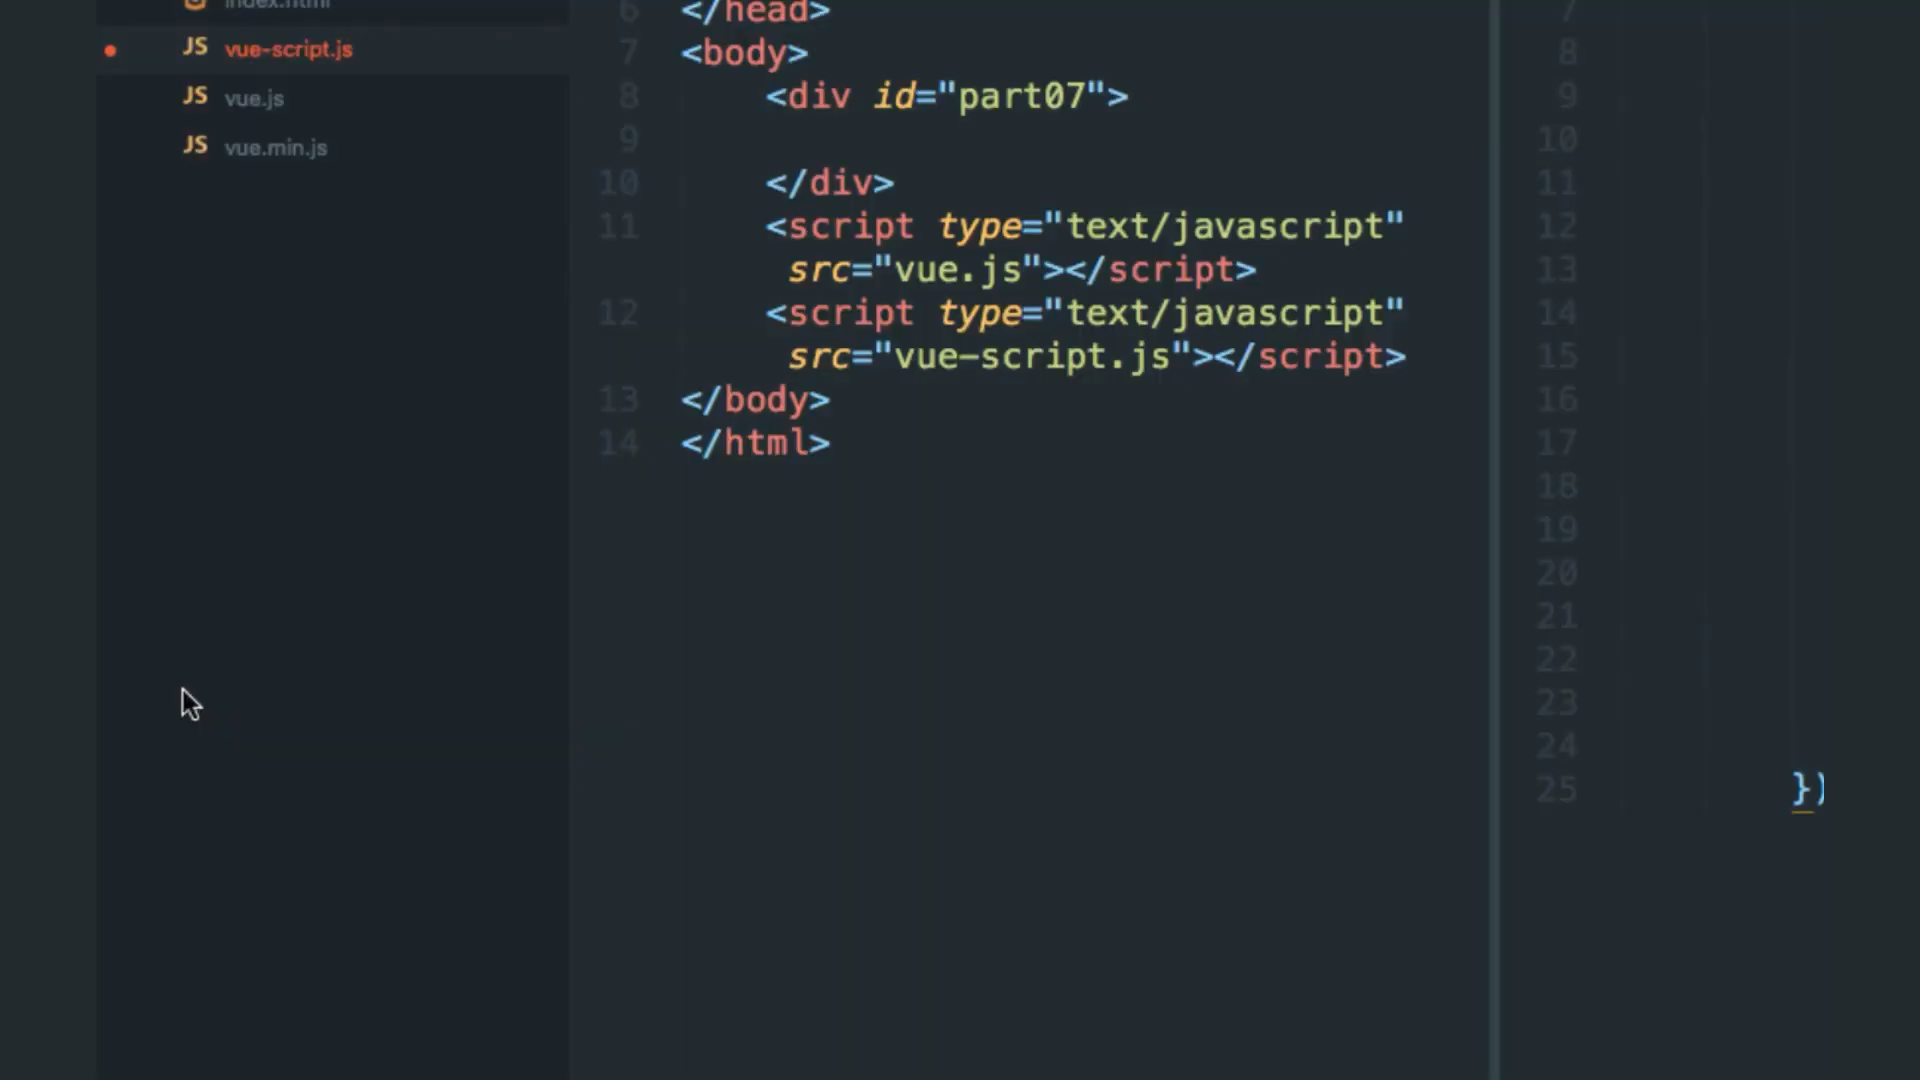 index.html
vue-script.js
vue.js
vue.min.js
6 </head>
7 <body>
8 <div id="part07">
9
10 </div>
11 <script type="text/javascript"
src="vue.js"></script>
12 <script type="text/javascript"
src="vue-script.js"></script>
13 </body>
14 </html>
7
8
9
10
11
12
13
14
15
16
17
18
19
20
21
22
23
24
25 })